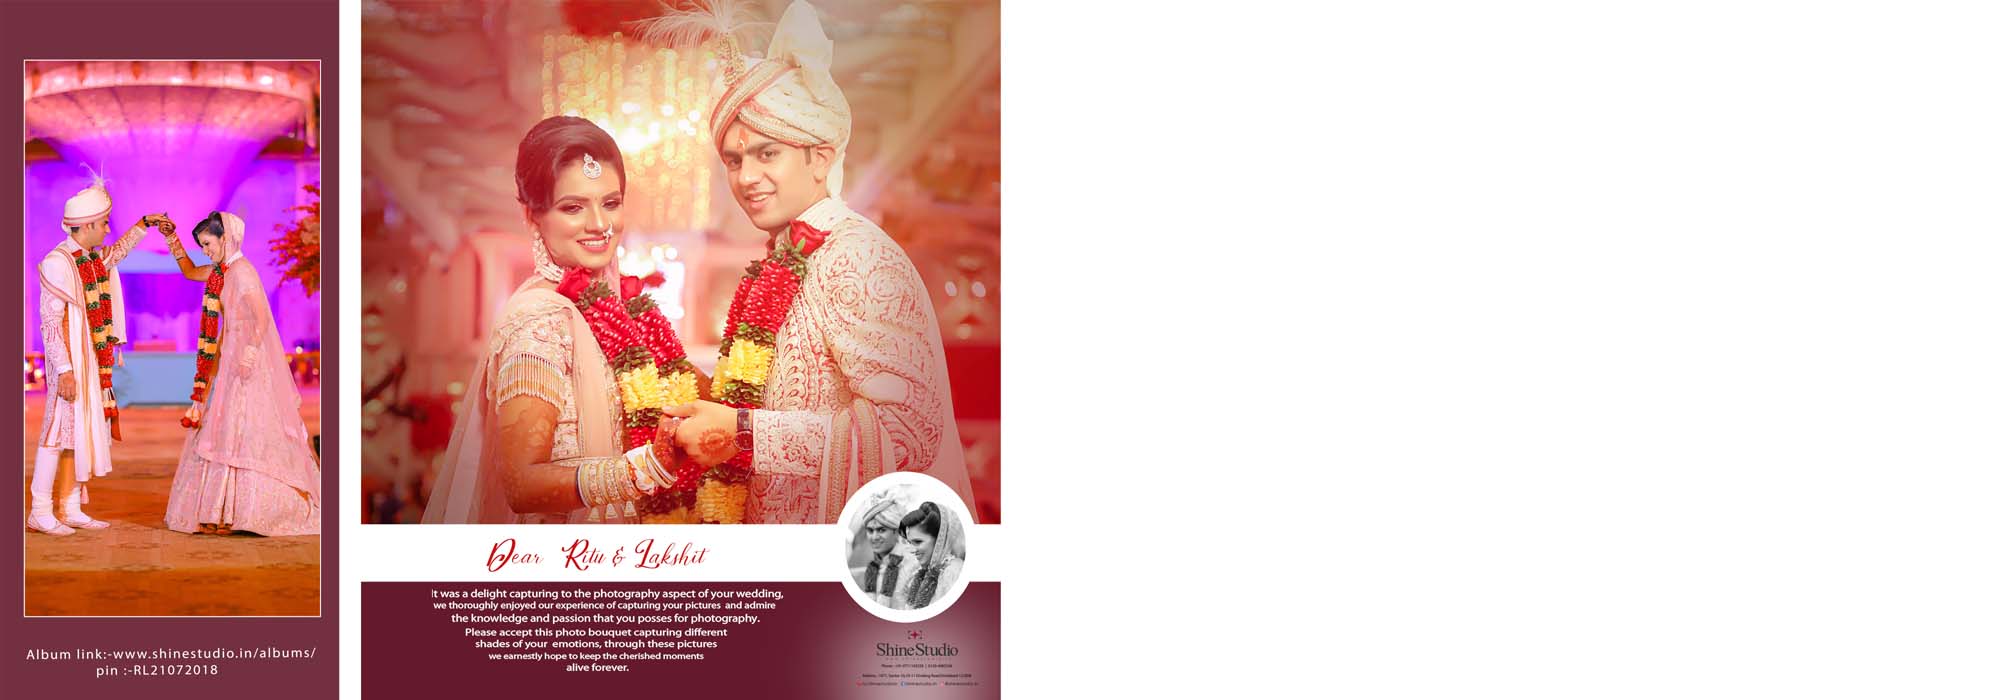 Album link:-www.shinestudio.in/albums/
pin :-RL21072018
Dear Ritu & Lakshit
It was a delight capturing to the photography aspect of your wedding,
we thoroughly enjoyed our experience of capturing your pictures and admire
the knowledge and passion that you posses for photography.
Please accept this photo bouquet capturing different
shades of your emotions, through these pictures
we earnestly hope to keep the cherished moments
alive forever.
ShineStudio